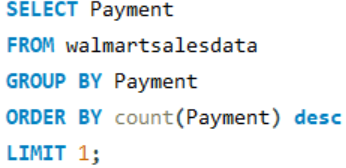 SELECT Payment
FROM walmartsalesdata
GROUP BY Payment
ORDER BY count(Payment) desc
LIMIT 1;